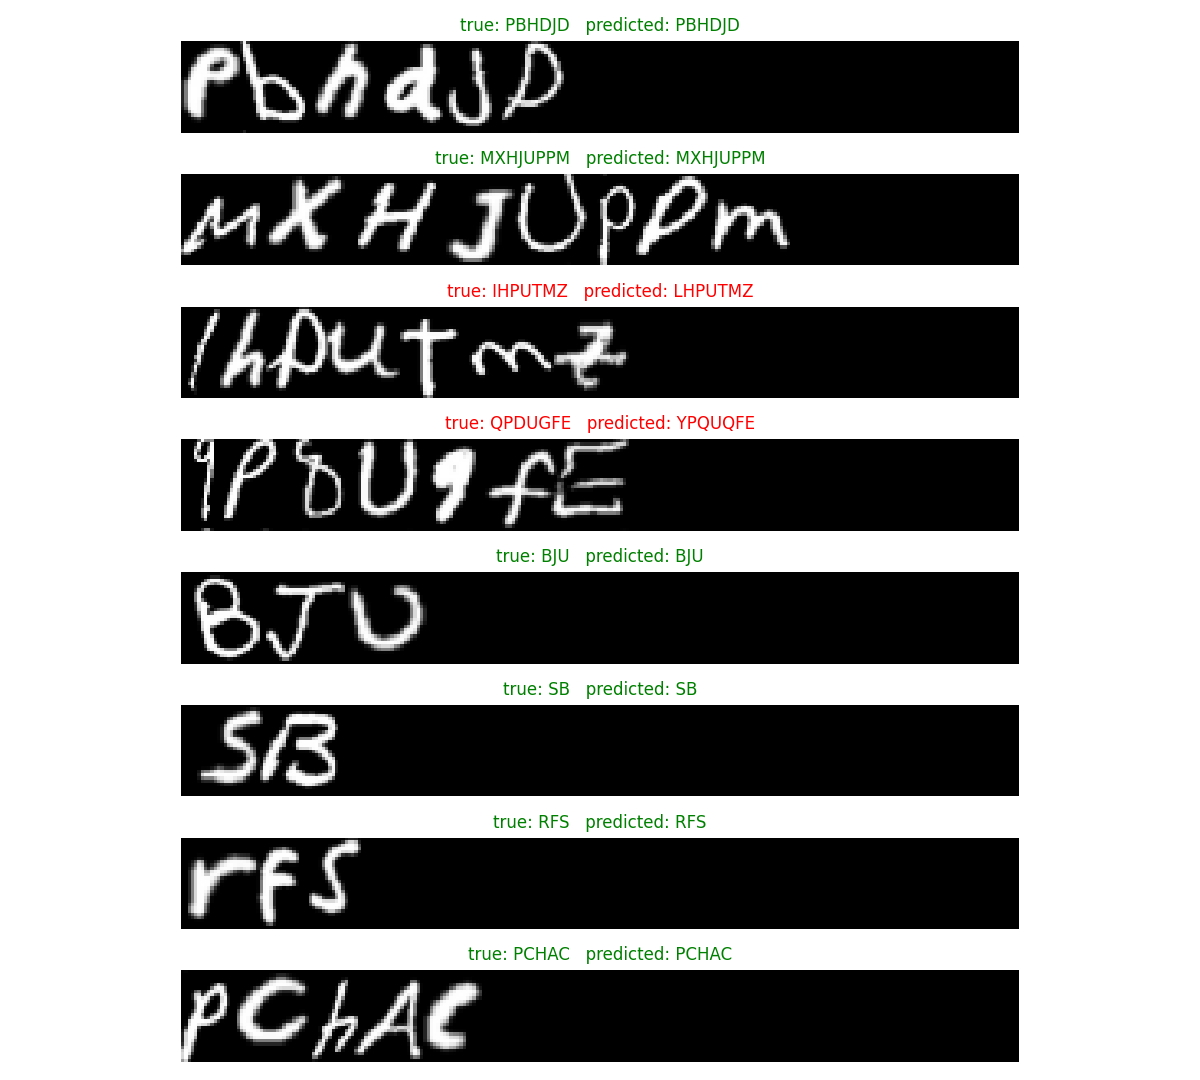 true: PBHDJD predicted: PBHDJD
PbhdJD
true: MXHJUPPM predicted: MXHJUPPM
MXHJUpPm
true: IHPUTMZ predicted: LHPUTMZ
lhpUTmz
true: QPDUGFE predicted: YPQUQFE
qP8UgfE
true: BJU predicted: BJU
BJU
true: SB predicted: SB
SB
true: RFS predicted: RFS
rFS
true: PCHAC predicted: PCHAC
pChAC